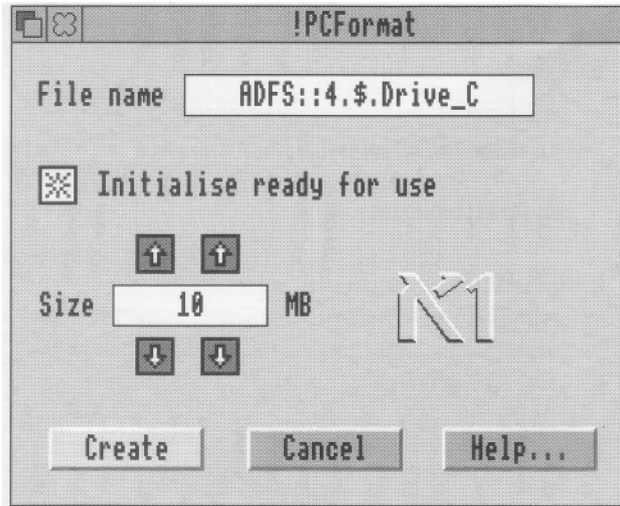 !PCFormat
File name ADFS::4.$.Drive_C
Initialise ready for use
Size 10 MB
Create Cancel Help...